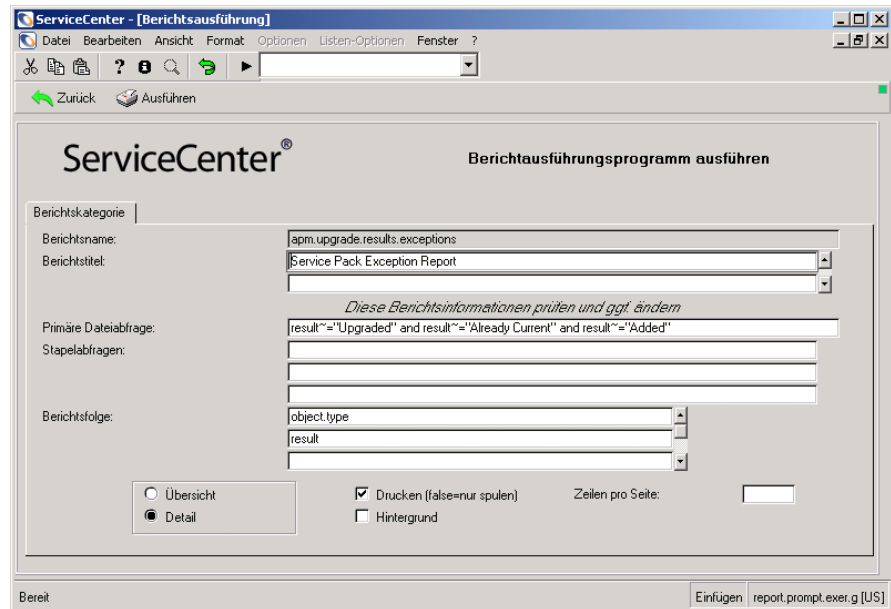 ServiceCenter - [Berichtsausführung]
Datei Bearbeiten Ansicht Format Optionen Listen-Optionen Fenster ?
Zurück Ausführen
ServiceCenter®
Berichtausführungsprogramm ausführen
Berichtskategorie
Berichtsname: apm.upgrade.results.exceptions
Berichtstitel: Service Pack Exception Report
Diese Berichtsinformationen prüfen und ggf. ändern
Primäre Dateiabfrage: result~="Upgraded" and result~="Already Current" and result~="Added"
Stapelabfragen:
Berichtsfolge: object.type
result
Übersicht Drucken (false=nur spulen) Zeilen pro Seite:
Detail Hintergrund
Bereit Einfügen report.prompt.exer.g [US]